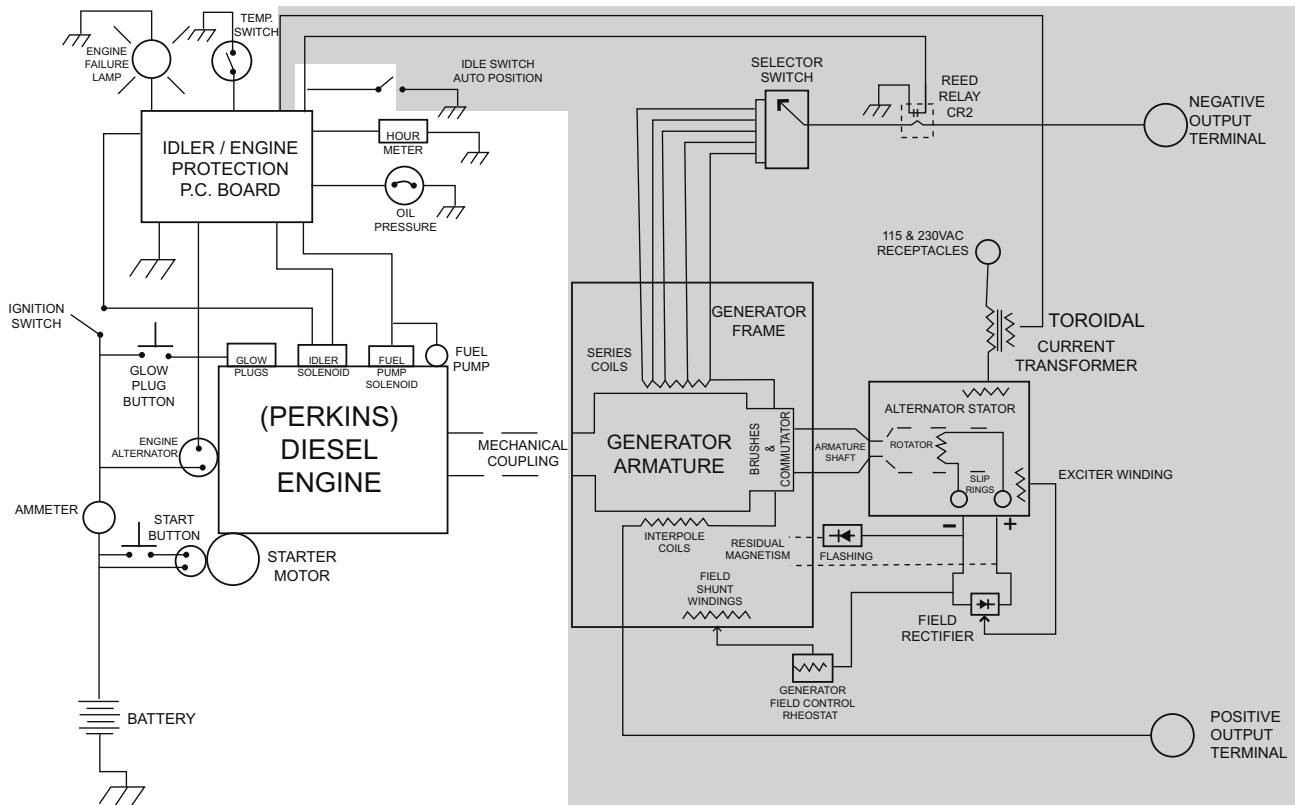 TEMP.
SWITCH
ENGINE
FAILURE
LAMP
IDLE SWITCH
AUTO POSITION
SELECTOR
SWITCH
REED
RELAY
CR2
NEGATIVE
OUTPUT
TERMINAL
IDLER / ENGINE
PROTECTION
P.C. BOARD
HOUR
METER
OIL
PRESSURE
115 & 230VAC
RECEPTACLES
IGNITION
SWITCH
GENERATOR
FRAME
TOROIDAL
CURRENT
TRANSFORMER
GLOW
PLUG
BUTTON
GLOW
PLUGS
IDLER
SOLENOID
FUEL
PUMP
SOLENOID
FUEL
PUMP
SERIES
COILS
(PERKINS)
DIESEL
ENGINE
ENGINE
ALTERNATOR
MECHANICAL
COUPLING
GENERATOR
ARMATURE
BRUSHES
&
COMMUTATOR
ARMATURE
SHAFT
ALTERNATOR STATOR
ROTATOR
SLIP
RINGS
EXCITER WINDING
- +
AMMETER
START
BUTTON
STARTER
MOTOR
INTERPOLE
COILS
RESIDUAL
MAGNETISM
FLASHING
FIELD
SHUNT
WINDINGS
FIELD
RECTIFIER
GENERATOR
FIELD CONTROL
RHEOSTAT
BATTERY
POSITIVE
OUTPUT
TERMINAL